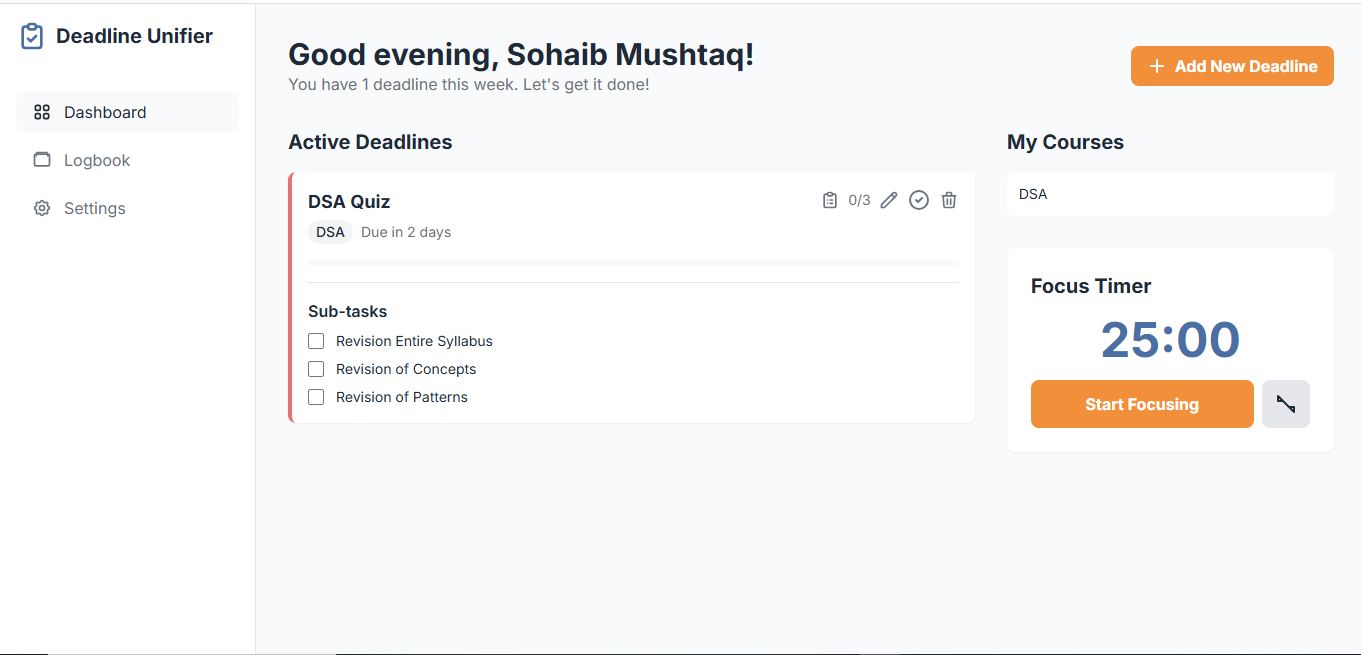 Deadline Unifier
Dashboard
Logbook
Settings
Good evening, Sohaib Mushtaq!
You have 1 deadline this week. Let's get it done!
Add New Deadline
Active Deadlines
DSA Quiz
0/3
DSA Due in 2 days
Sub-tasks
Revision Entire Syllabus
Revision of Concepts
Revision of Patterns
My Courses
DSA
Focus Timer
25:00
Start Focusing